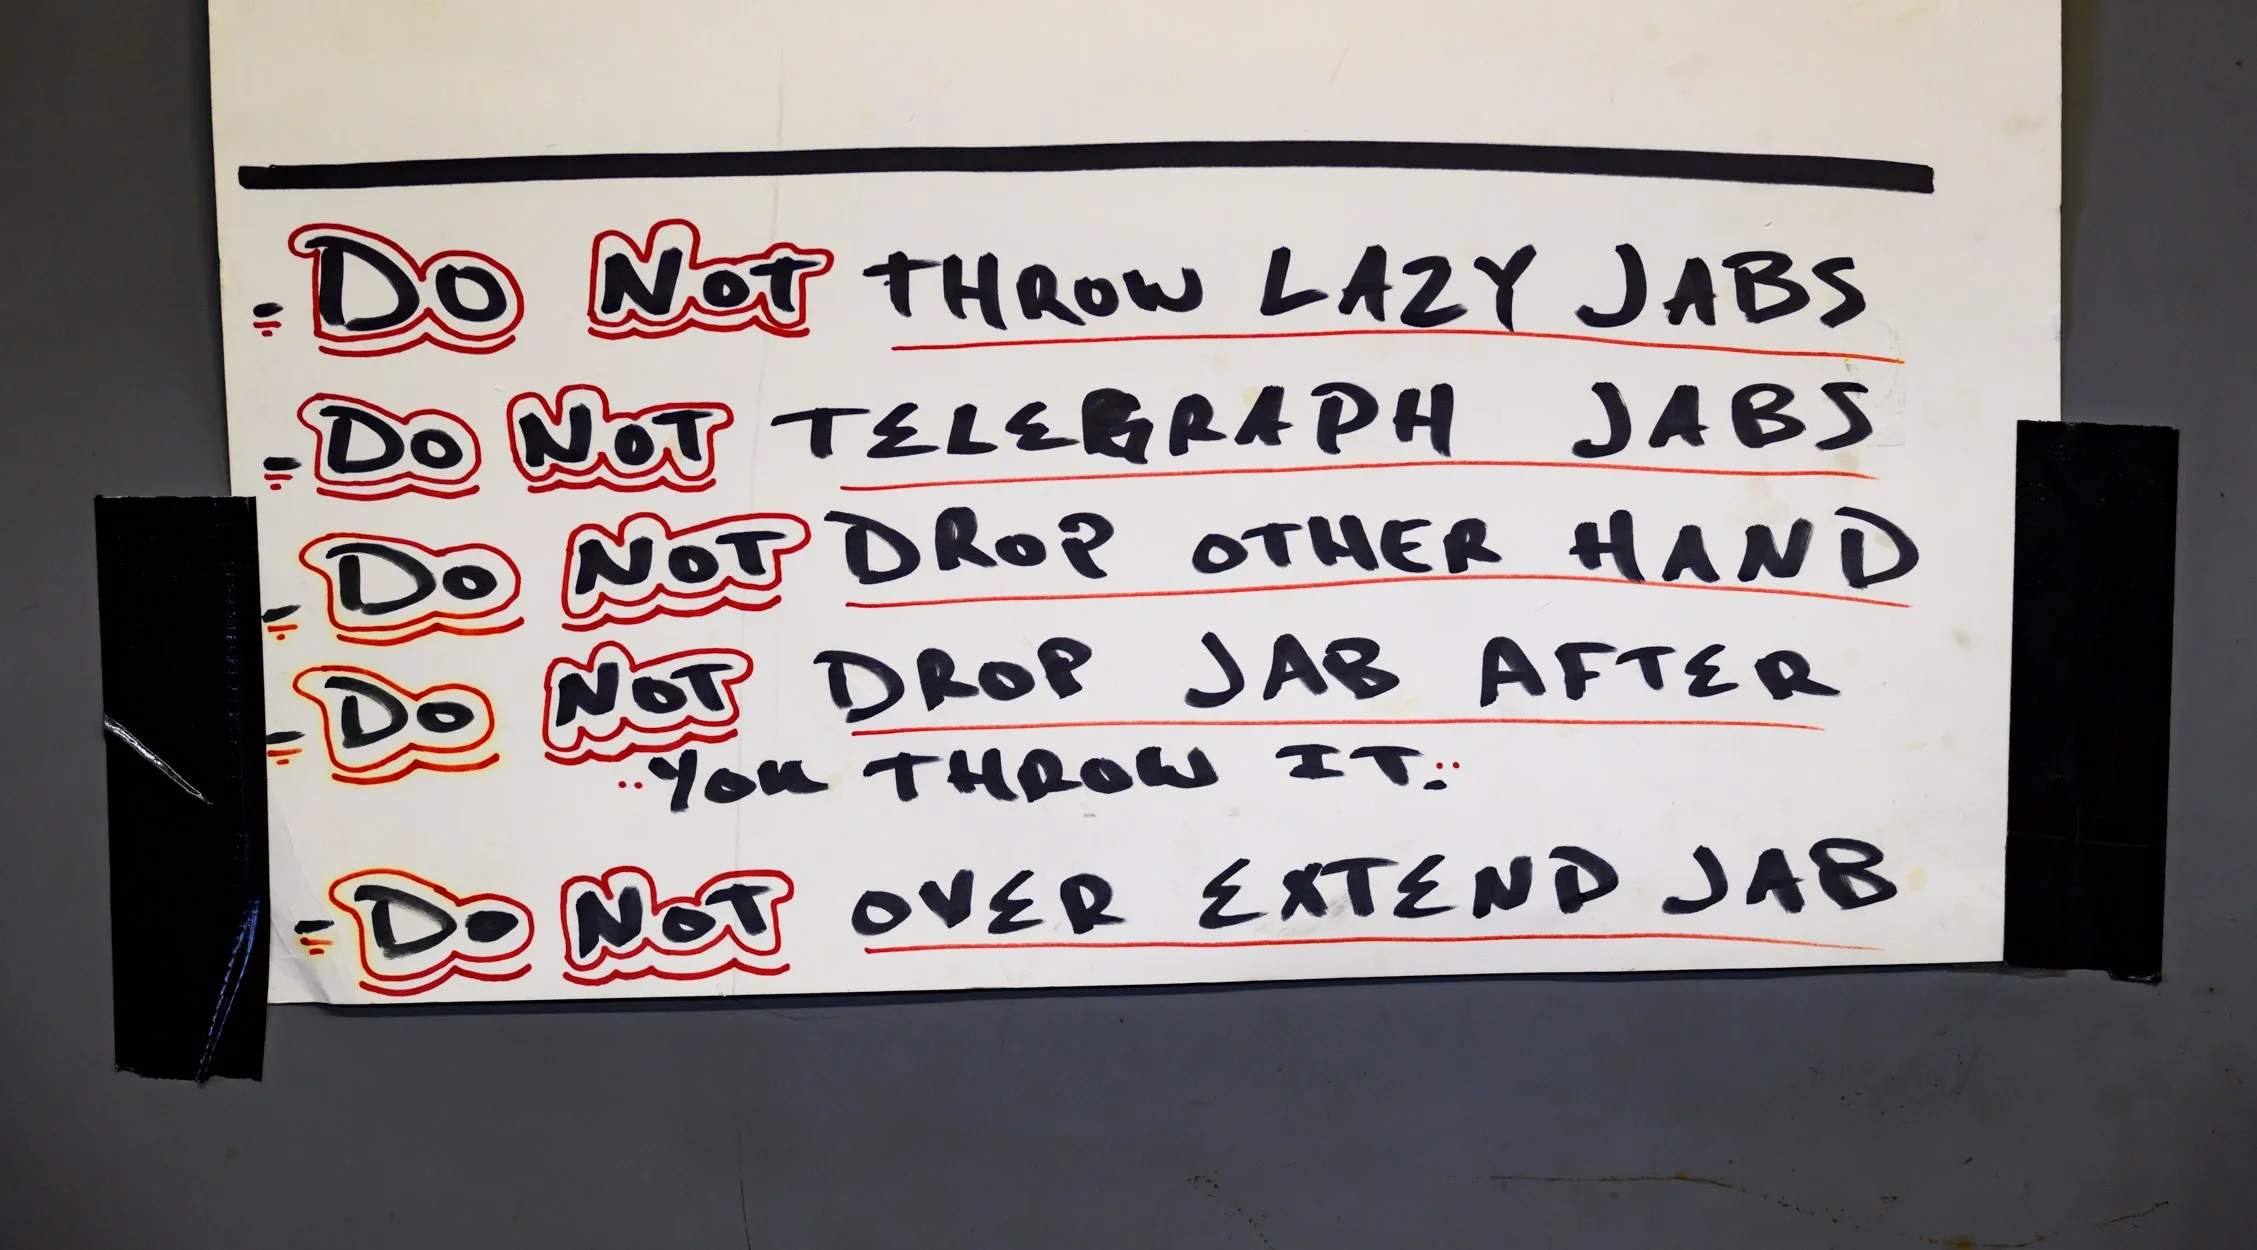 - DO NOT THROW LAZY JABS
- DO NOT TELEGRAPH JABS
- DO NOT DROP OTHER HAND
- DO NOT DROP JAB AFTER
YOU THROW IT.
- DO NOT OVER EXTEND JAB